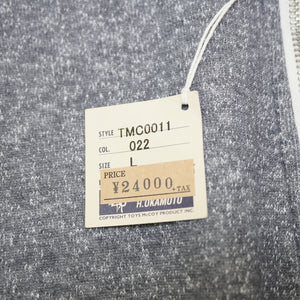 STYLE TMC0011
COL. 022
SIZE L
PRICE
¥24000 +TAX
H.OKAMOTO
COPYRIGHT TOYS McCOY PRODUCT INC.